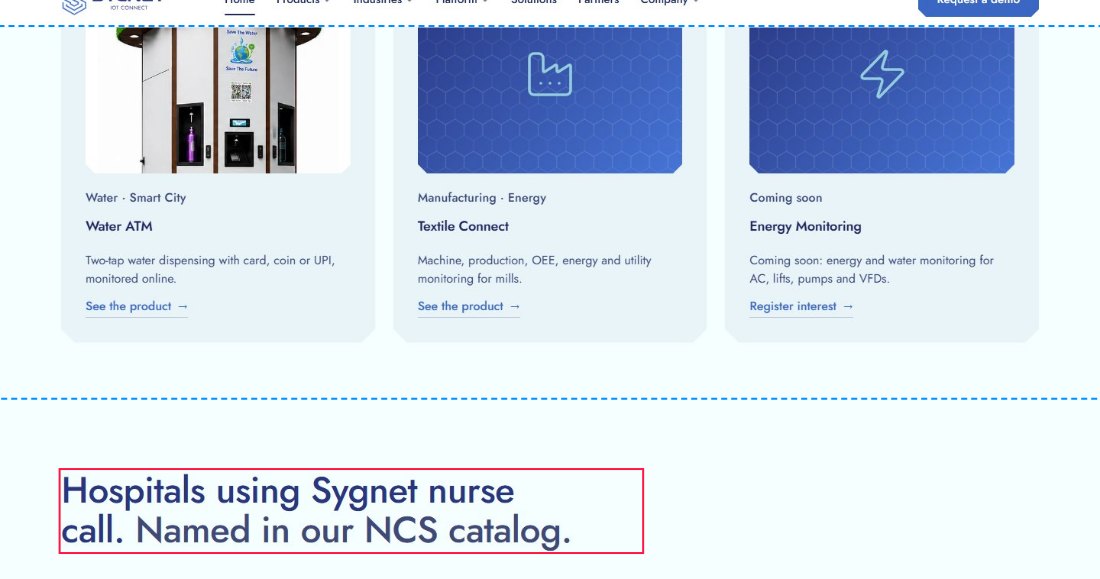 IOT CONNECT
Home Products Industries Platform Solutions Partners Company
Request a demo
Save The Water
Save The Future
Water · Smart City
Water ATM
Two-tap water dispensing with card, coin or UPI,
monitored online.
See the product →
Manufacturing · Energy
Textile Connect
Machine, production, OEE, energy and utility
monitoring for mills.
See the product →
Coming soon
Energy Monitoring
Coming soon: energy and water monitoring for
AC, lifts, pumps and VFDs.
Register interest →
Hospitals using Sygnet nurse
call. Named in our NCS catalog.